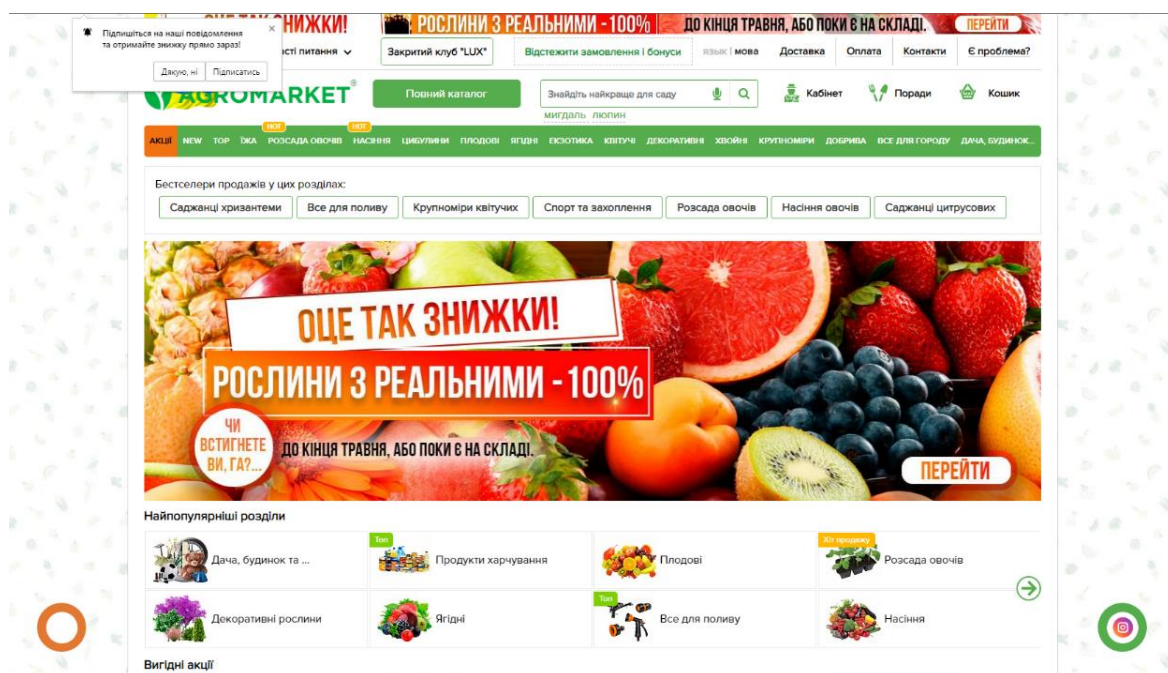 ОЦЕ ТАК ЗНИЖКИ!
РОСЛИНИ З РЕАЛЬНИМИ -100%
ДО КІНЦЯ ТРАВНЯ, АБО ПОКИ Є НА СКЛАДІ.
ПЕРЕЙТИ
Підпишіться на наші повідомлення
та отримайте знижку прямо зараз!
Дякую, ні
Підписатись
сті питання
Закритий клуб "LUX"
Відстежити замовлення і бонуси
язык | мова
Доставка
Оплата
Контакти
Є проблема?
AGROMARKET®
Повний каталог
Знайдіть найкраще для саду
мигдаль люпин
Кабінет
Поради
Кошик
HOT
HOT
АКЦІЇ NEW TOP ЇЖА РОЗСАДА ОВОЧІВ НАСІННЯ ЦИБУЛИНИ ПЛОДОВІ ЯГІДНІ ЕКЗОТИКА КВІТУЧІ ДЕКОРАТИВНІ ХВОЙНІ КРУПНОМІРИ ДОБРИВА ВСЕ ДЛЯ ГОРОДУ ДАЧА, БУДИНОК...
Бестселери продажів у цих розділах:
Саджанці хризантеми
Все для поливу
Крупноміри квітучих
Спорт та захоплення
Розсада овочів
Насіння овочів
Саджанці цитрусових
ОЦЕ ТАК ЗНИЖКИ!
РОСЛИНИ З РЕАЛЬНИМИ -100%
ЧИ
ВСТИГНЕТЕ
ВИ, ГА?...
ДО КІНЦЯ ТРАВНЯ, АБО ПОКИ Є НА СКЛАДІ.
ПЕРЕЙТИ
Найпопулярніші розділи
Дача, будинок та ...
Топ
Продукти харчування
Плодові
Хіт продажу
Розсада овочів
Декоративні рослини
Ягідні
Топ
Все для поливу
Насіння
Вигідні акції